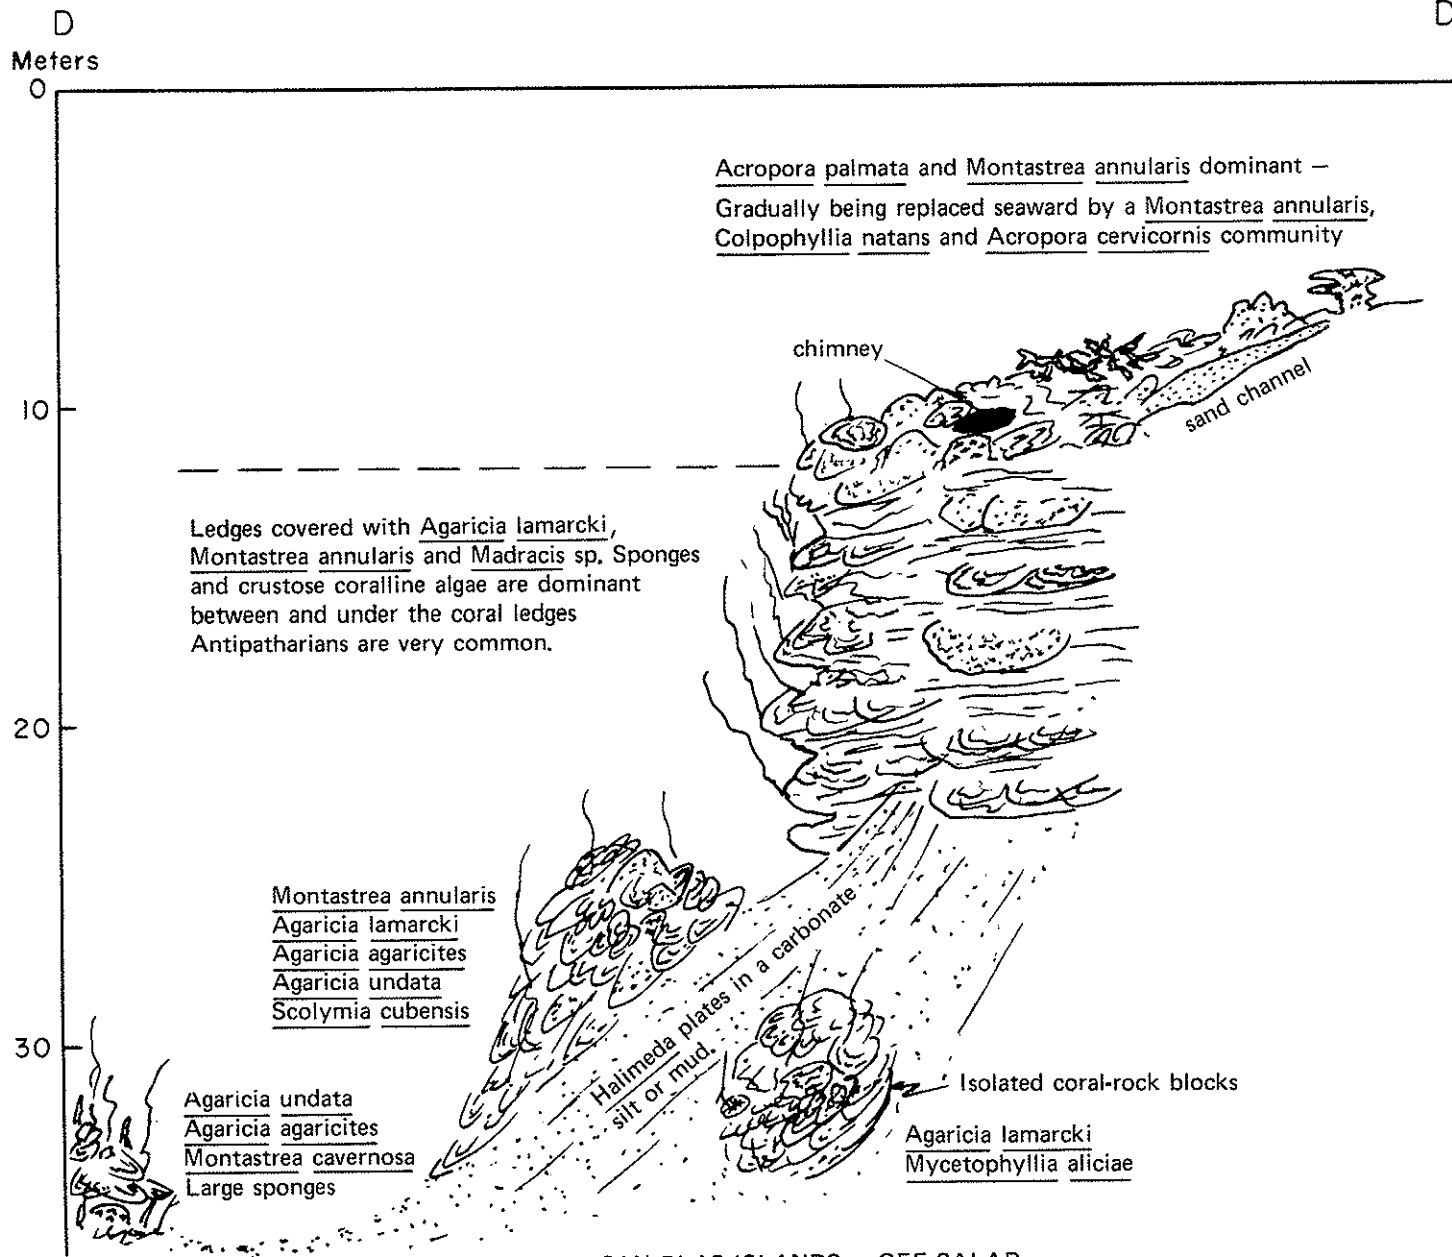 D
D
Meters
0
Acropora palmata and Montastrea annularis dominant —
Gradually being replaced seaward by a Montastrea annularis,
Colpophyllia natans and Acropora cervicornis community
chimney
sand channel
10
Ledges covered with Agaricia lamarcki,
Montastrea annularis and Madracis sp. Sponges
and crustose coralline algae are dominant
between and under the coral ledges
Antipatharians are very common.
20
Montastrea annularis
Agaricia lamarcki
Agaricia agaricites
Agaricia undata
Scolymia cubensis
Halimeda plates in a carbonate
silt or mud.
30
Isolated coral-rock blocks
Agaricia undata
Agaricia agaricites
Montastrea cavernosa
Large sponges
Agaricia lamarcki
Mycetophyllia aliciae